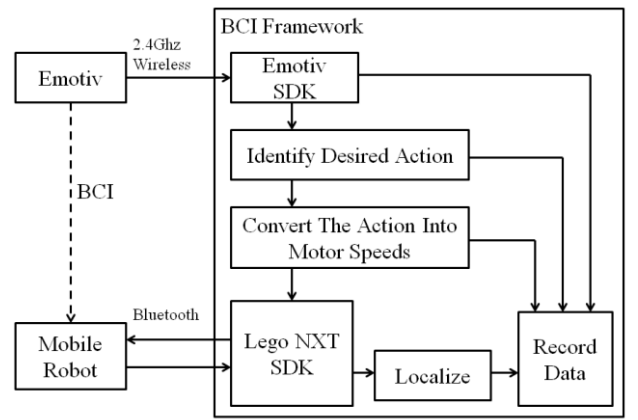 BCI Framework
2.4Ghz
Wireless
Emotiv
Emotiv
SDK
Identify Desired Action
BCI
Convert The Action Into
Motor Speeds
Bluetooth
Mobile
Robot
Lego NXT
SDK
Localize
Record
Data